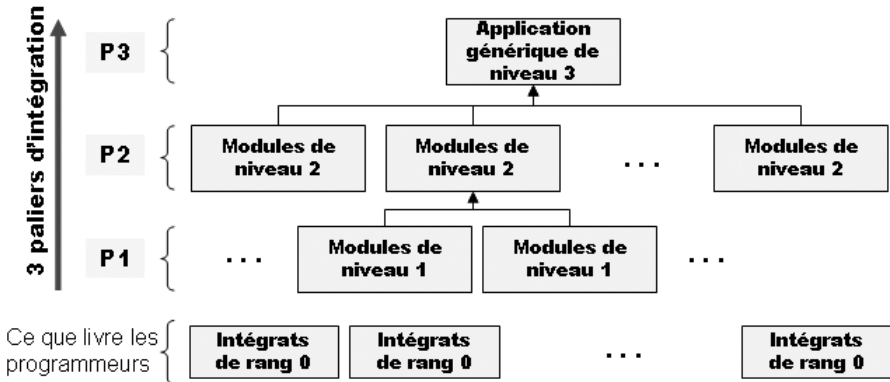 3 paliers d'intégration
P3
Application
générique de
niveau 3
P2
Modules de
niveau 2
Modules de
niveau 2
...
Modules de
niveau 2
P1
...
Modules de
niveau 1
Modules de
niveau 1
...
Ce que livre les
programmeurs
Intégrats
de rang 0
Intégrats
de rang 0
...
Intégrats
de rang 0